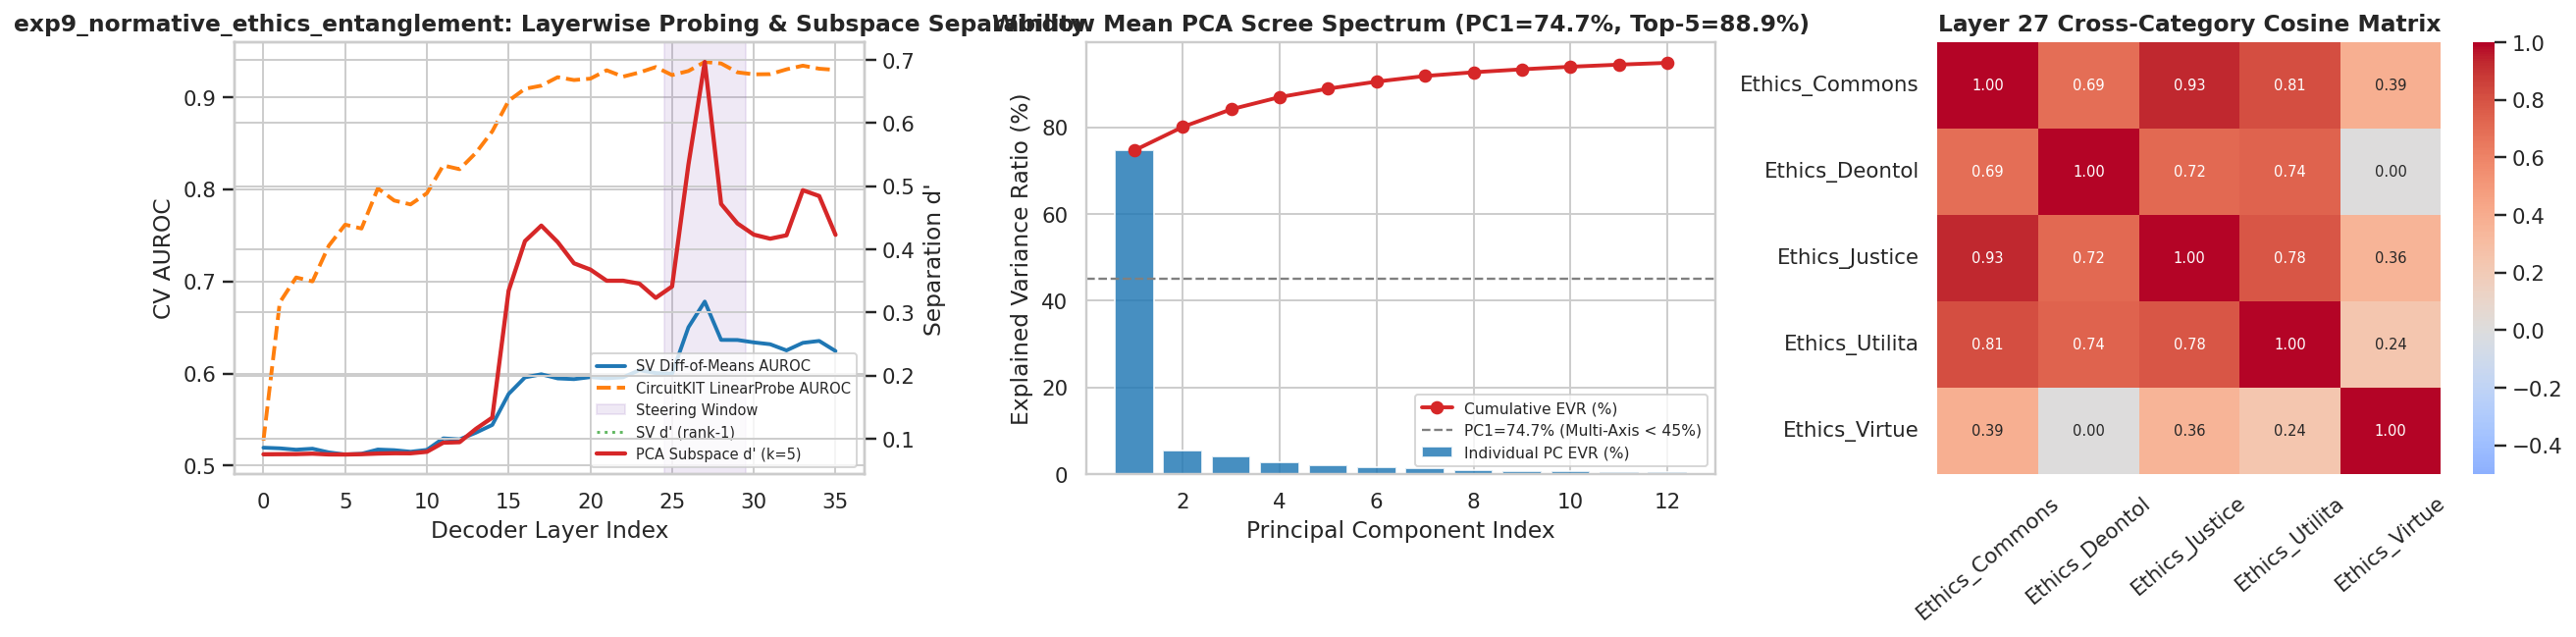 exp9_normative_ethics_entanglement: Layerwise Probing & Subspace Separability
CV AUROC
0.9
0.8
0.7
0.6
0.5
0.7
0.6
0.5
0.4
0.3
0.2
0.1
Separation d'
SV Diff-of-Means AUROC
CircuitKIT LinearProbe AUROC
Steering Window
SV d' (rank-1)
PCA Subspace d' (k=5)
0 5 10 15 20 25 30 35
Decoder Layer Index
Window Mean PCA Scree Spectrum (PC1=74.7%, Top-5=88.9%)
Explained Variance Ratio (%)
80
60
40
20
0
Cumulative EVR (%)
PC1=74.7% (Multi-Axis < 45%)
Individual PC EVR (%)
2 4 6 8 10 12
Principal Component Index
Layer 27 Cross-Category Cosine Matrix
Ethics_Commons 1.00 0.69 0.93 0.81 0.39
Ethics_Deontol 0.69 1.00 0.72 0.74 0.00
Ethics_Justice 0.93 0.72 1.00 0.78 0.36
Ethics_Utilita 0.81 0.74 0.78 1.00 0.24
Ethics_Virtue 0.39 0.00 0.36 0.24 1.00
Ethics_Commons
Ethics_Deontol
Ethics_Justice
Ethics_Utilita
Ethics_Virtue
1.0
0.8
0.6
0.4
0.2
0.0
−0.2
−0.4